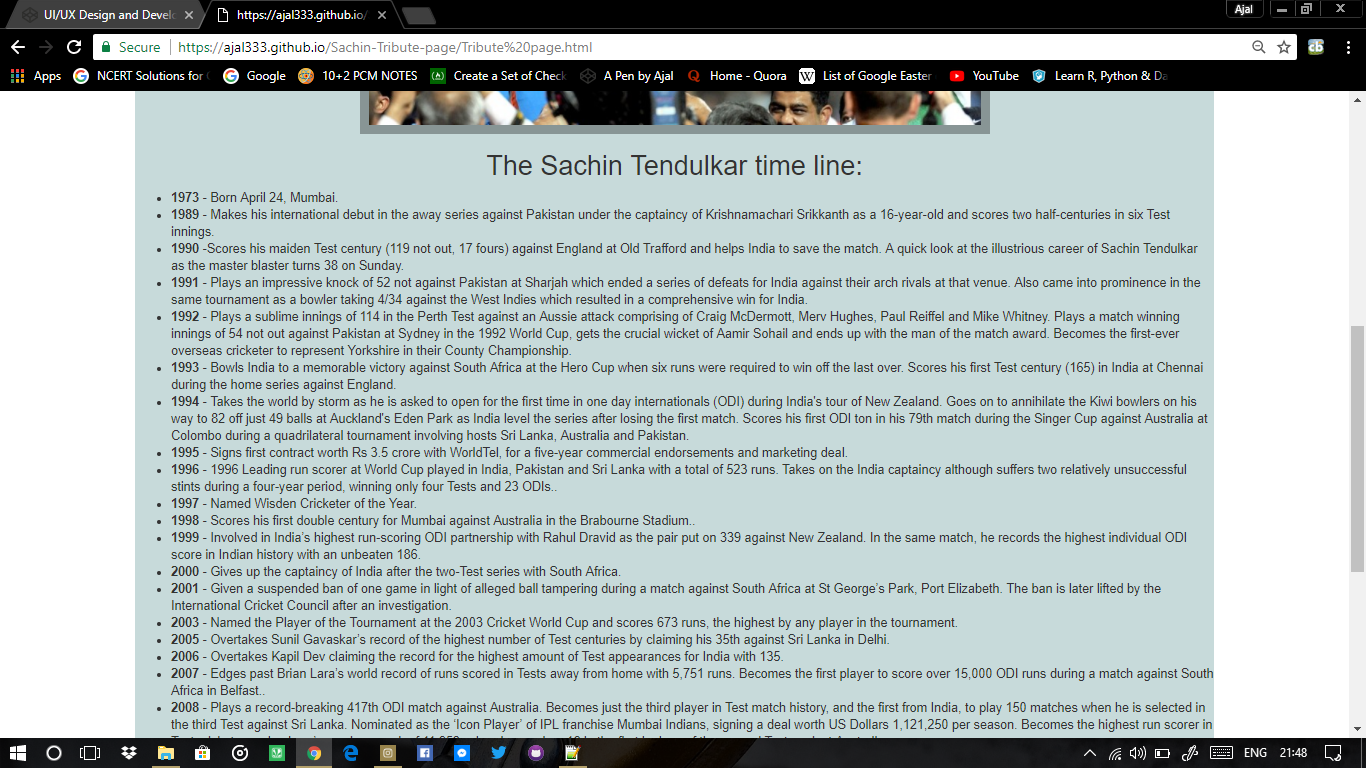 UI/UX Design and Develo
https://ajal333.github.io/
Ajal
Secure
https://ajal333.github.io/Sachin-Tribute-page/Tribute%20page.html
Apps
NCERT Solutions for
Google
10+2 PCM NOTES
Create a Set of Check
A Pen by Ajal
Home - Quora
List of Google Easter
YouTube
Learn R, Python & Da
The Sachin Tendulkar time line:
1973 - Born April 24, Mumbai.
1989 - Makes his international debut in the away series against Pakistan under the captaincy of Krishnamachari Srikkanth as a 16-year-old and scores two half-centuries in six Test
innings.
1990 -Scores his maiden Test century (119 not out, 17 fours) against England at Old Trafford and helps India to save the match. A quick look at the illustrious career of Sachin Tendulkar
as the master blaster turns 38 on Sunday.
1991 - Plays an impressive knock of 52 not against Pakistan at Sharjah which ended a series of defeats for India against their arch rivals at that venue. Also came into prominence in the
same tournament as a bowler taking 4/34 against the West Indies which resulted in a comprehensive win for India.
1992 - Plays a sublime innings of 114 in the Perth Test against an Aussie attack comprising of Craig McDermott, Merv Hughes, Paul Reiffel and Mike Whitney. Plays a match winning
innings of 54 not out against Pakistan at Sydney in the 1992 World Cup, gets the crucial wicket of Aamir Sohail and ends up with the man of the match award. Becomes the first-ever
overseas cricketer to represent Yorkshire in their County Championship.
1993 - Bowls India to a memorable victory against South Africa at the Hero Cup when six runs were required to win off the last over. Scores his first Test century (165) in India at Chennai
during the home series against England.
1994 - Takes the world by storm as he is asked to open for the first time in one day internationals (ODI) during India's tour of New Zealand. Goes on to annihilate the Kiwi bowlers on his
way to 82 off just 49 balls at Auckland's Eden Park as India level the series after losing the first match. Scores his first ODI ton in his 79th match during the Singer Cup against Australia at
Colombo during a quadrilateral tournament involving hosts Sri Lanka, Australia and Pakistan.
1995 - Signs first contract worth Rs 3.5 crore with WorldTel, for a five-year commercial endorsements and marketing deal.
1996 - 1996 Leading run scorer at World Cup played in India, Pakistan and Sri Lanka with a total of 523 runs. Takes on the India captaincy although suffers two relatively unsuccessful
stints during a four-year period, winning only four Tests and 23 ODIs..
1997 - Named Wisden Cricketer of the Year.
1998 - Scores his first double century for Mumbai against Australia in the Brabourne Stadium..
1999 - Involved in India's highest run-scoring ODI partnership with Rahul Dravid as the pair put on 339 against New Zealand. In the same match, he records the highest individual ODI
score in Indian history with an unbeaten 186.
2000 - Gives up the captaincy of India after the two-Test series with South Africa.
2001 - Given a suspended ban of one game in light of alleged ball tampering during a match against South Africa at St George's Park, Port Elizabeth. The ban is later lifted by the
International Cricket Council after an investigation.
2003 - Named the Player of the Tournament at the 2003 Cricket World Cup and scores 673 runs, the highest by any player in the tournament.
2005 - Overtakes Sunil Gavaskar's record of the highest number of Test centuries by claiming his 35th against Sri Lanka in Delhi.
2006 - Overtakes Kapil Dev claiming the record for the highest amount of Test appearances for India with 135.
2007 - Edges past Brian Lara's world record of runs scored in Tests away from home with 5,751 runs. Becomes the first player to score over 15,000 ODI runs during a match against South
Africa in Belfast..
2008 - Plays a record-breaking 417th ODI match against Australia. Becomes just the third player in Test match history, and the first from India, to play 150 matches when he is selected in
the third Test against Sri Lanka. Nominated as the 'Icon Player' of IPL franchise Mumbai Indians, signing a deal worth US Dollars 1,121,250 per season. Becomes the highest run scorer in
ENG
21:48